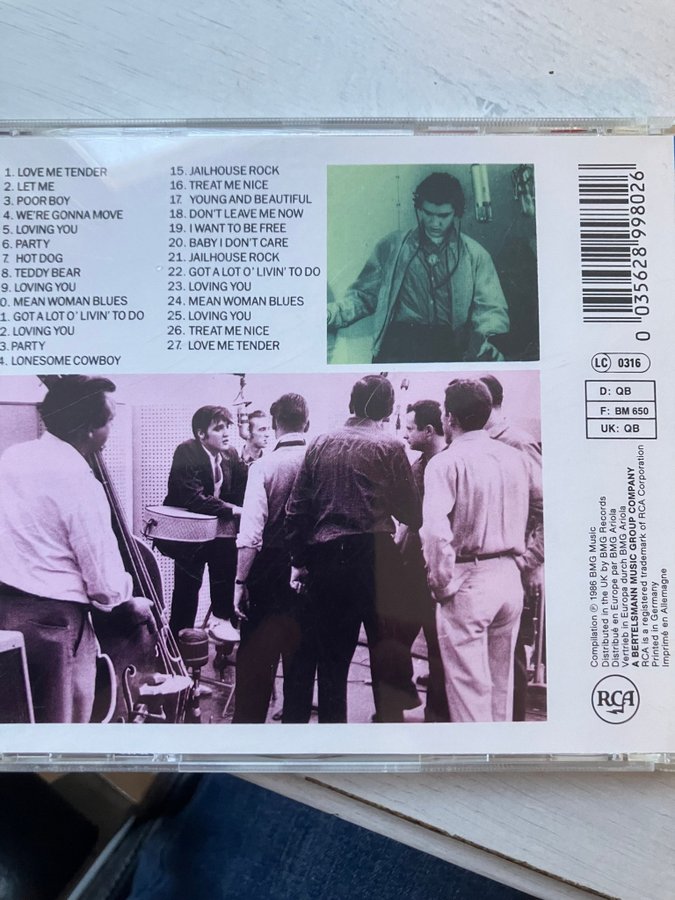 1. LOVE ME TENDER
2. LET ME
3. POOR BOY
4. WE'RE GONNA MOVE
5. LOVING YOU
6. PARTY
7. HOT DOG
8. TEDDY BEAR
9. LOVING YOU
0. MEAN WOMAN BLUES
1. GOT A LOT O' LIVIN' TO DO
2. LOVING YOU
3. PARTY
4. LONESOME COWBOY
15. JAILHOUSE ROCK
16. TREAT ME NICE
17. YOUNG AND BEAUTIFUL
18. DON'T LEAVE ME NOW
19. I WANT TO BE FREE
20. BABY I DON'T CARE
21. JAILHOUSE ROCK
22. GOT A LOT O' LIVIN' TO DO
23. LOVING YOU
24. MEAN WOMAN BLUES
25. LOVING YOU
26. TREAT ME NICE
27. LOVE ME TENDER
0 035628 998026
LC 0316
D: QB
F: BM 650
UK: QB
Compilation ℗ 1986 BMG Music
Distributed in the UK by BMG Records
Distribué en Europe par BMG Ariola
Vertrieb in Europa durch BMG Ariola
A BERTELSMANN MUSIC GROUP COMPANY
RCA is a registered trademark of RCA Corporation
Printed in Germany
Imprimé en Allemagne
RCA